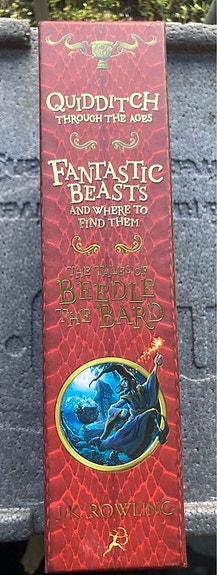 QUIDDITCH
THROUGH THE AGES
FANTASTIC
BEASTS
AND WHERE TO
FIND THEM
THE TALES OF
BEEDLE
THE BARD
J.K. ROWLING